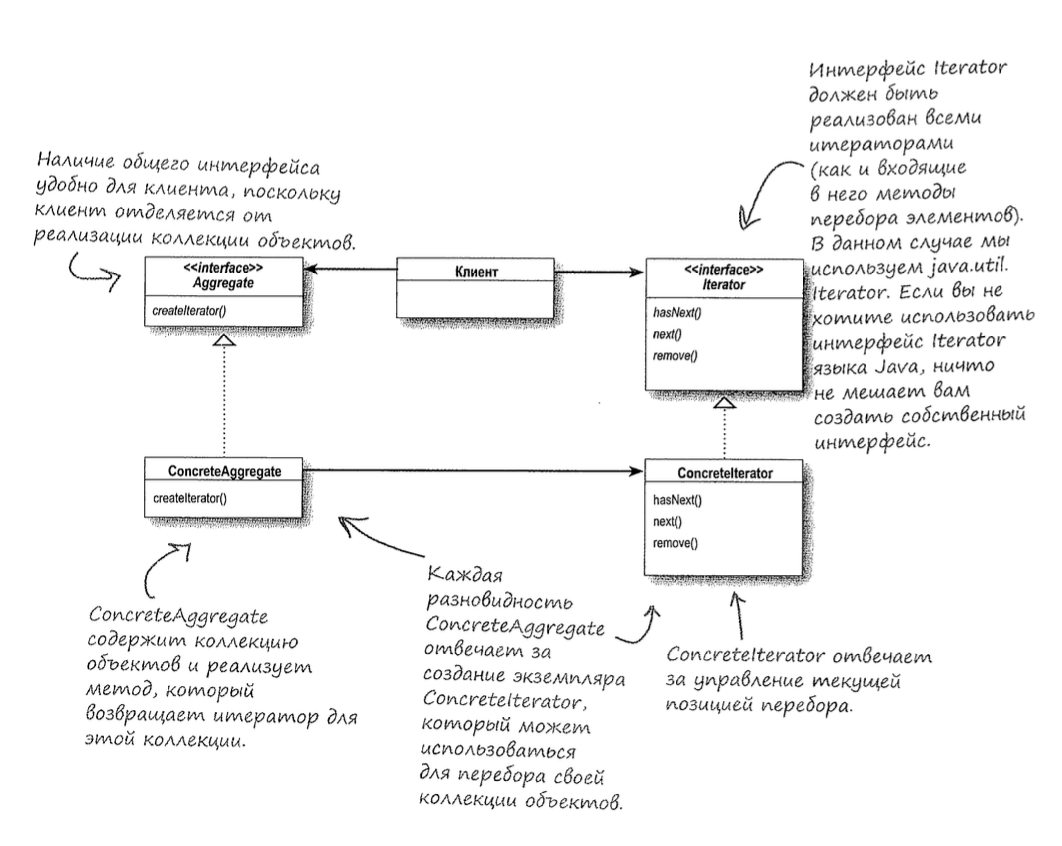 Интерфейс Iterator
должен быть
реализован всеми
итераторами
(как и входящие
в него методы
перебора элементов).
В данном случае мы
используем java.util.
Iterator. Если вы не
хотите использовать
интерфейс Iterator
языка Java, ничто
не мешает вам
создать собственный
интерфейс.
Наличие общего интерфейса
удобно для клиента, поскольку
клиент отделяется от
реализации коллекции объектов.
<<interface>>
Aggregate
createIterator()
Клиент
<<interface>>
Iterator
hasNext()
next()
remove()
ConcreteAggregate
createIterator()
ConcreteIterator
hasNext()
next()
remove()
ConcreteAggregate
содержит коллекцию
объектов и реализует
метод, который
возвращает итератор для
этой коллекции.
Каждая
разновидность
ConcreteAggregate
отвечает за
создание экземпляра
ConcreteIterator,
который может
использоваться
для перебора своей
коллекции объектов.
ConcreteIterator отвечает
за управление текущей
позицией перебора.